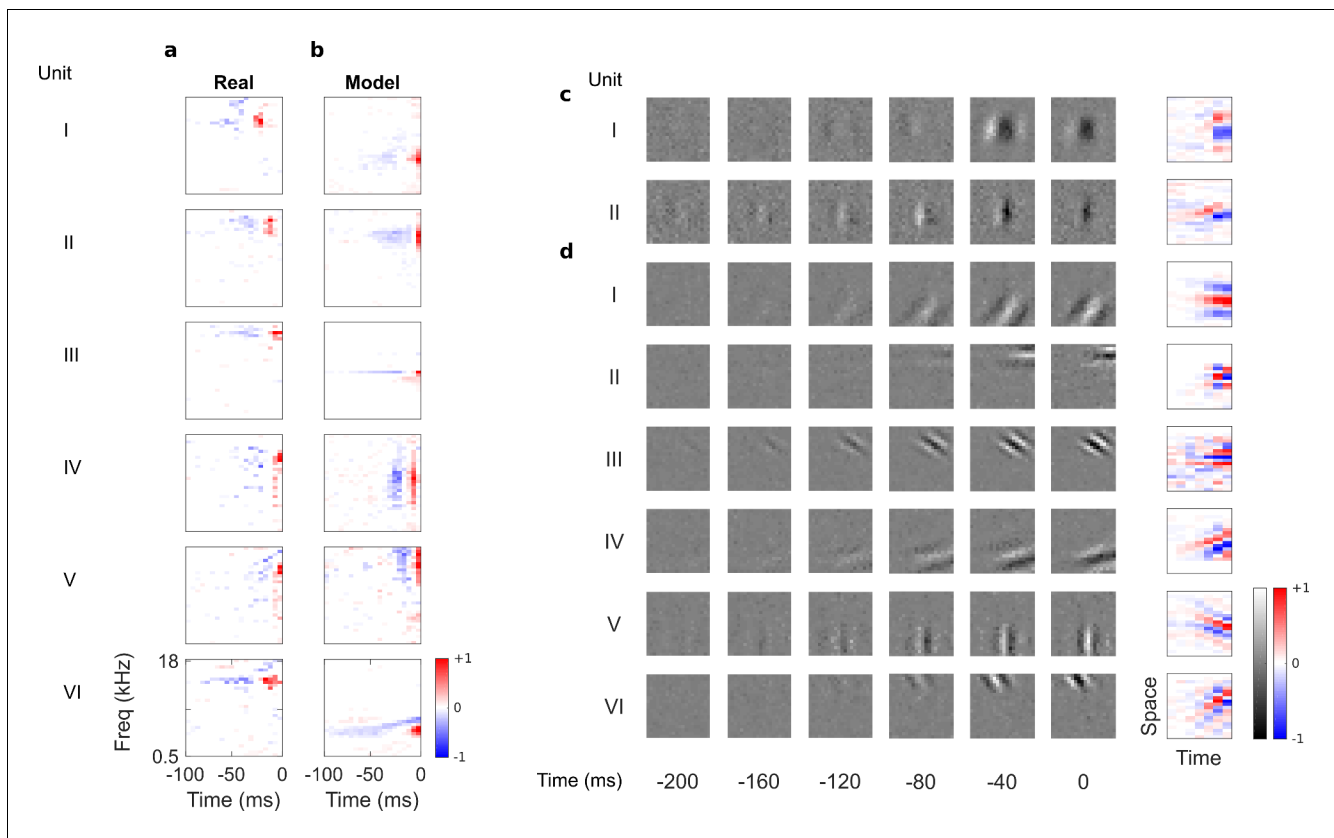 a
b
Unit
Real
Model
I
II
III
IV
V
VI
Freq (kHz)
18
0.5
-100
-50
0
-100
-50
0
Time (ms)
Time (ms)
+1
0
-1
Unit
c
I
II
d
I
II
III
IV
V
VI
Time (ms)
-200
-160
-120
-80
-40
0
Space
Time
+1
0
-1